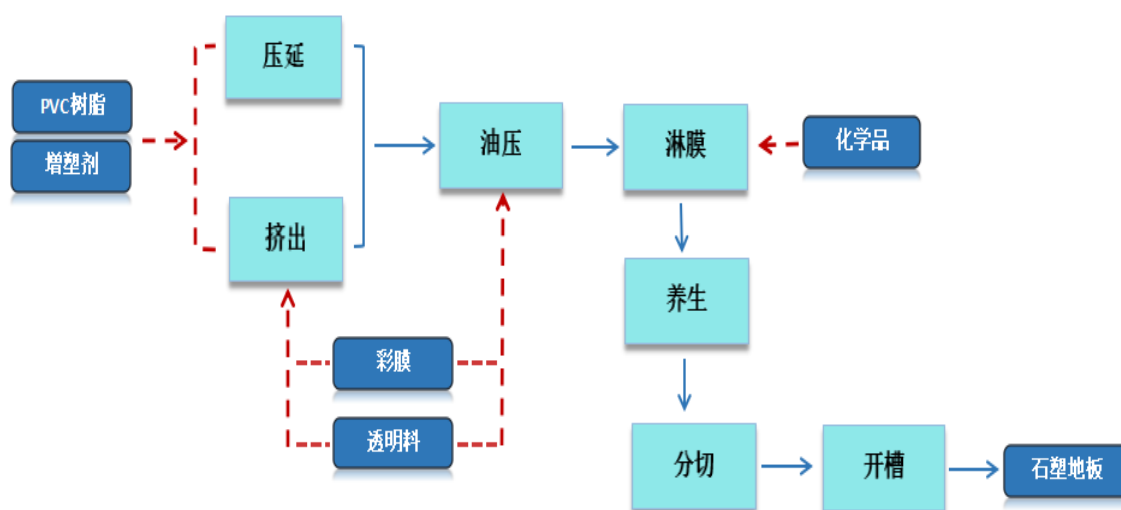 压延
PVC树脂
增塑剂
油压
淋膜
化学品
挤出
养生
彩膜
透明料
分切
开槽
石塑地板